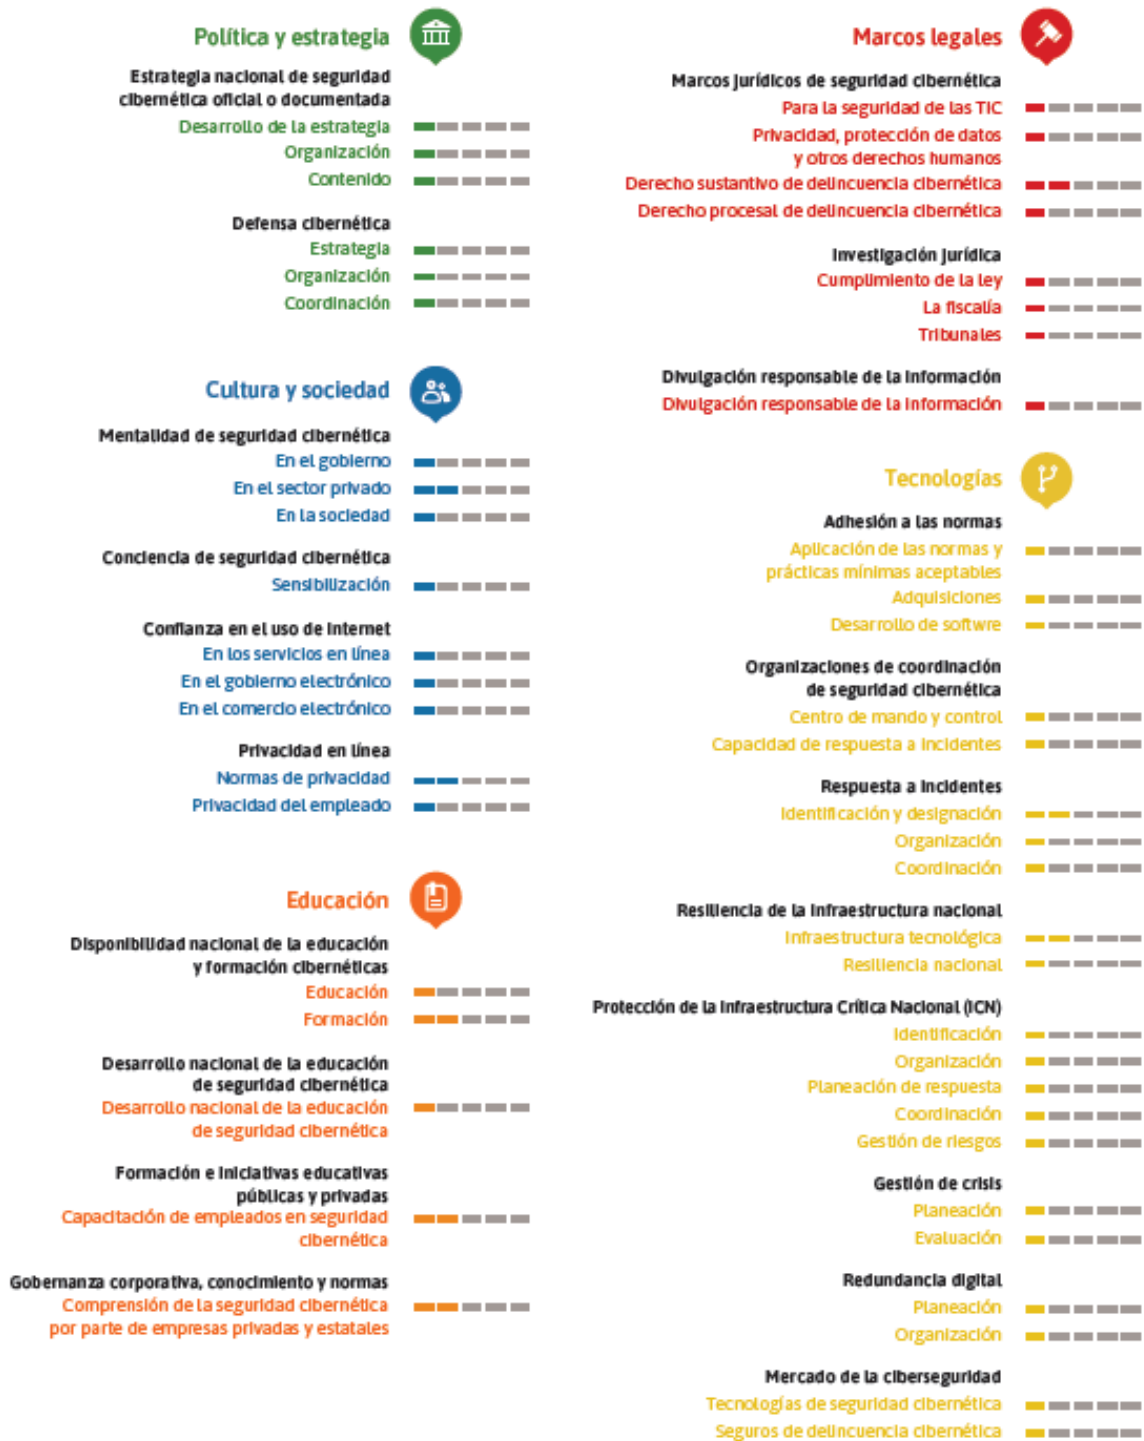 Política y estrategia
Estrategia nacional de seguridad
cibernética oficial o documentada
Desarrollo de la estrategia
Organización
Contenido
Defensa cibernética
Estrategia
Organización
Coordinación
Cultura y sociedad
Mentalidad de seguridad cibernética
En el gobierno
En el sector privado
En la sociedad
Conciencia de seguridad cibernética
Sensibilización
Confianza en el uso de Internet
En los servicios en línea
En el gobierno electrónico
En el comercio electrónico
Privacidad en línea
Normas de privacidad
Privacidad del empleado
Educación
Disponibilidad nacional de la educación
y formación cibernéticas
Educación
Formación
Desarrollo nacional de la educación
de seguridad cibernética
Desarrollo nacional de la educación
de seguridad cibernética
Formación e iniciativas educativas
públicas y privadas
Capacitación de empleados en seguridad
cibernética
Gobernanza corporativa, conocimiento y normas
Comprensión de la seguridad cibernética
por parte de empresas privadas y estatales
Marcos legales
Marcos jurídicos de seguridad cibernética
Para la seguridad de las TIC
Privacidad, protección de datos
y otros derechos humanos
Derecho sustantivo de delincuencia cibernética
Derecho procesal de delincuencia cibernética
Investigación jurídica
Cumplimiento de la ley
La fiscalía
Tribunales
Divulgación responsable de la información
Divulgación responsable de la información
Tecnologías
Adhesión a las normas
Aplicación de las normas y
prácticas mínimas aceptables
Adquisiciones
Desarrollo de softwre
Organizaciones de coordinación
de seguridad cibernética
Centro de mando y control
Capacidad de respuesta a incidentes
Respuesta a incidentes
Identificación y designación
Organización
Coordinación
Resiliencia de la infraestructura nacional
Infraestructura tecnológica
Resiliencia nacional
Protección de la Infraestructura Crítica Nacional (ICN)
Identificación
Organización
Planeación de respuesta
Coordinación
Gestión de riesgos
Gestión de crisis
Planeación
Evaluación
Redundancia digital
Planeación
Organización
Mercado de la ciberseguridad
Tecnologías de seguridad cibernética
Seguros de delincuencia cibernética